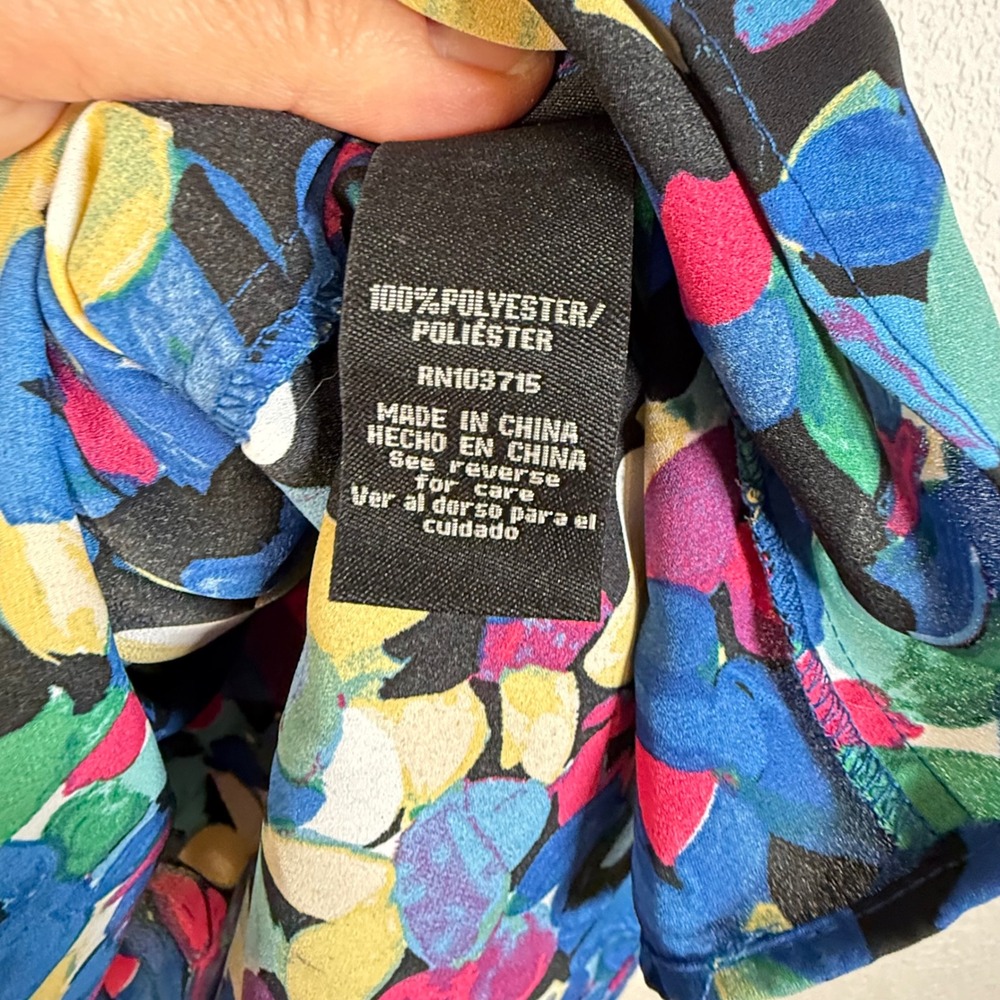 100%POLYESTER/
POLIÉSTER
RN103715
MADE IN CHINA
HECHO EN CHINA
See reverse
for care
Ver al dorso para el
cuidado